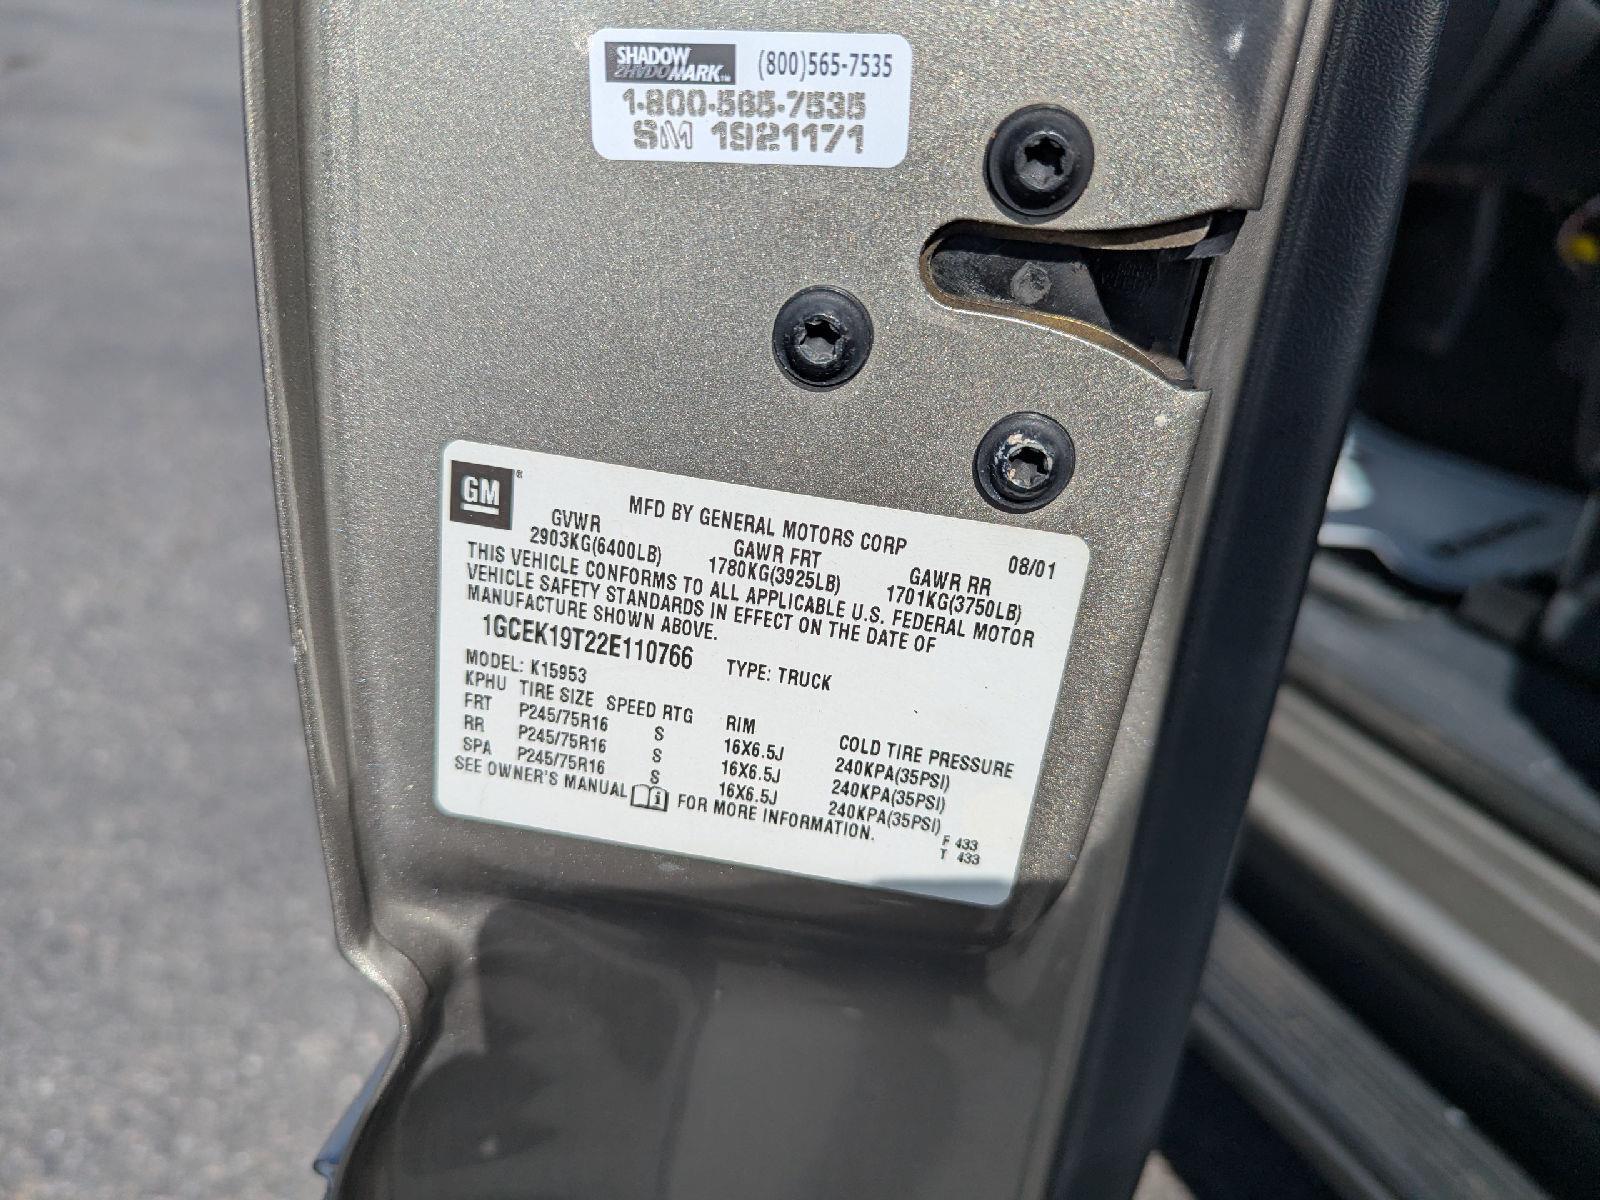 SHADOW MARK™ (800)565-7535
1-800-565-7535
SM 1921171
GM®
MFD BY GENERAL MOTORS CORP 08/01
GVWR GAWR FRT GAWR RR
2903KG(6400LB) 1780KG(3925LB) 1701KG(3750LB)
THIS VEHICLE CONFORMS TO ALL APPLICABLE U.S. FEDERAL MOTOR
VEHICLE SAFETY STANDARDS IN EFFECT ON THE DATE OF
MANUFACTURE SHOWN ABOVE.
1GCEK19T22E110766 TYPE: TRUCK
MODEL: K15953
KPHU TIRE SIZE SPEED RTG RIM COLD TIRE PRESSURE
FRT P245/75R16 S 16X6.5J 240KPA(35PSI)
RR P245/75R16 S 16X6.5J 240KPA(35PSI)
SPA P245/75R16 S 16X6.5J 240KPA(35PSI)
SEE OWNER'S MANUAL FOR MORE INFORMATION.
F 433
T 433